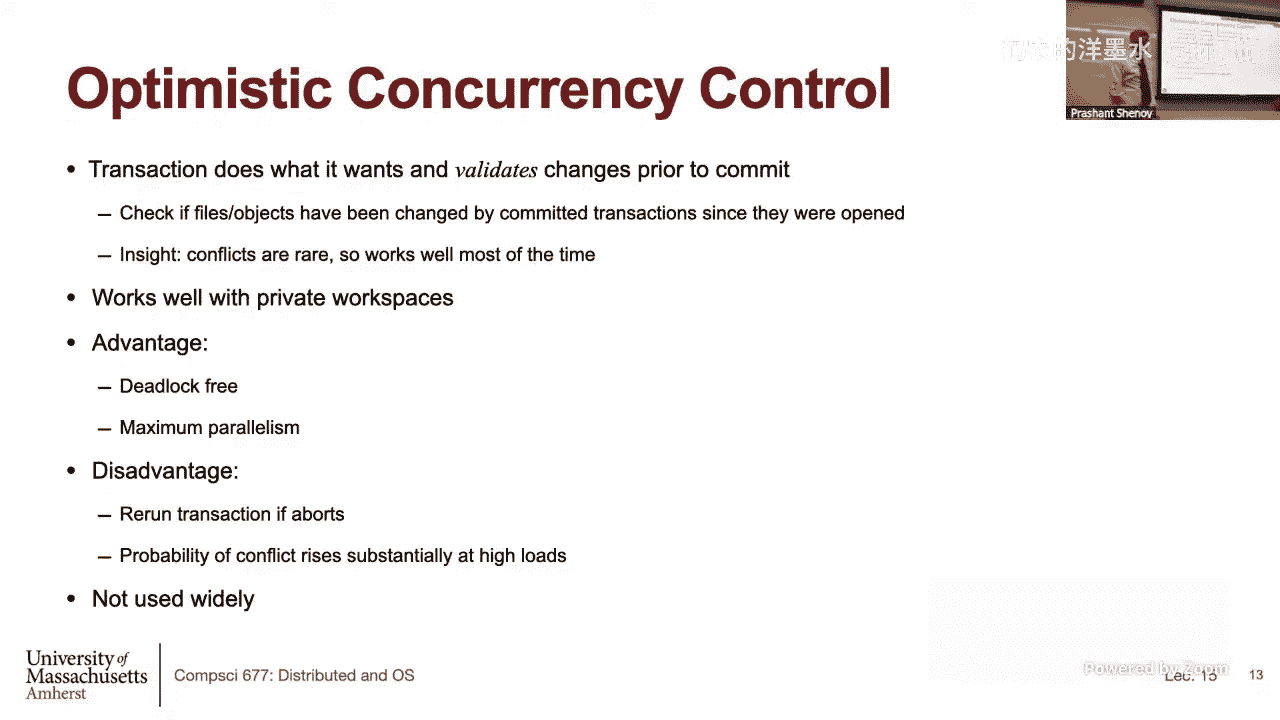 Optimistic Concurrency Control
• Transaction does what it wants and validates changes prior to commit
– Check if files/objects have been changed by committed transactions since they were opened
– Insight: conflicts are rare, so works well most of the time
• Works well with private workspaces
• Advantage:
– Deadlock free
– Maximum parallelism
• Disadvantage:
– Rerun transaction if aborts
– Probability of conflict rises substantially at high loads
• Not used widely
的洋墨水
Prashant Shenoy
University of
Massachusetts
Amherst
Compsci 677: Distributed and OS
Powered by Zoom
Lec. 15
13